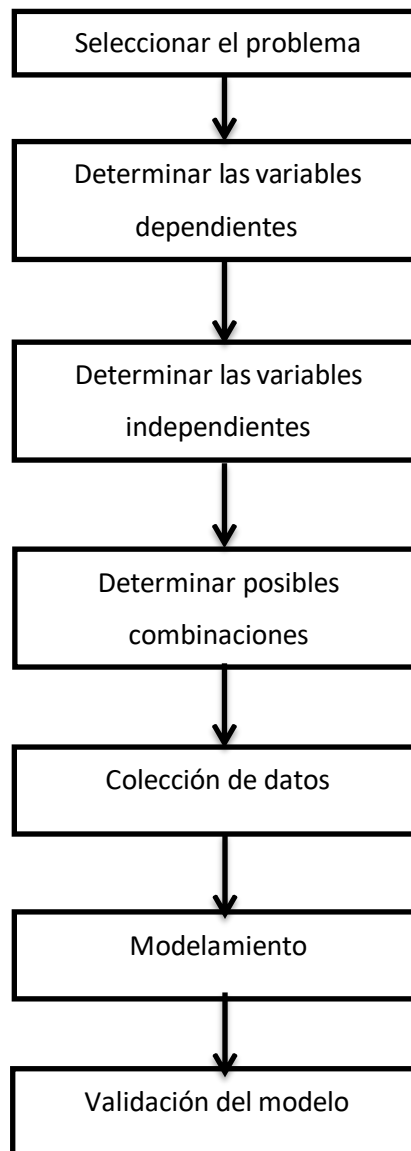 Seleccionar el problema
Determinar las variables
dependientes
Determinar las variables
independientes
Determinar posibles
combinaciones
Colección de datos
Modelamiento
Validación del modelo